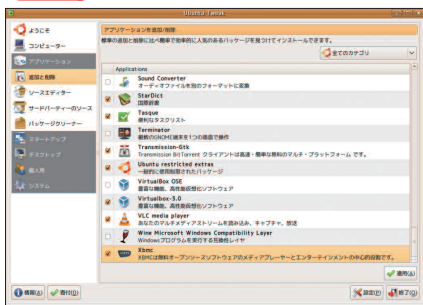 Ubuntu Tweak
ようこそ
コンピューター
アプリケーション
追加と削除
ソースエディター
サードパーティーのソース
パッケージクリーナー
スタートアップ
デスクトップ
個人用
システム
アプリケーションを追加/削除
標準の追加と削除に比べ簡単で効率的に人気のあるパッケージを見つけてインストールできます。
全てのカテゴリ
Applications
Sound Converter
オーディオファイルを別のフォーマットに変換
StarDict
国際辞書
Tasque
便利なタスクリスト
Terminator
複数のGNOME端末を1つの画面で操作
Transmission-Gtk
Transmission BitTorrent クライアントは高速・簡単な無料のマルチ・プラットフォーム です。
Ubuntu restricted extras
一般的に使用制限されたパッケージ
VirtualBox OSE
豊富な機能、高性能仮想化ソフトウェア
VirtualBox-3.0
豊富な機能、高性能仮想化ソフトウェア
VLC media player
あなたのマルチメディアストリームを読み込み、キャプチャー、放送
Wine Microsoft Windows Compatibility Layer
Windowsプログラムを実行する互換性レイヤ
Xbmc
XBMCは無料オープンソースソフトウェアのメディアプレーヤーとエンターテインメントの中心的役割です。
適用(A)
情報(A)
寄付(D)
設定(P)
終了(Q)